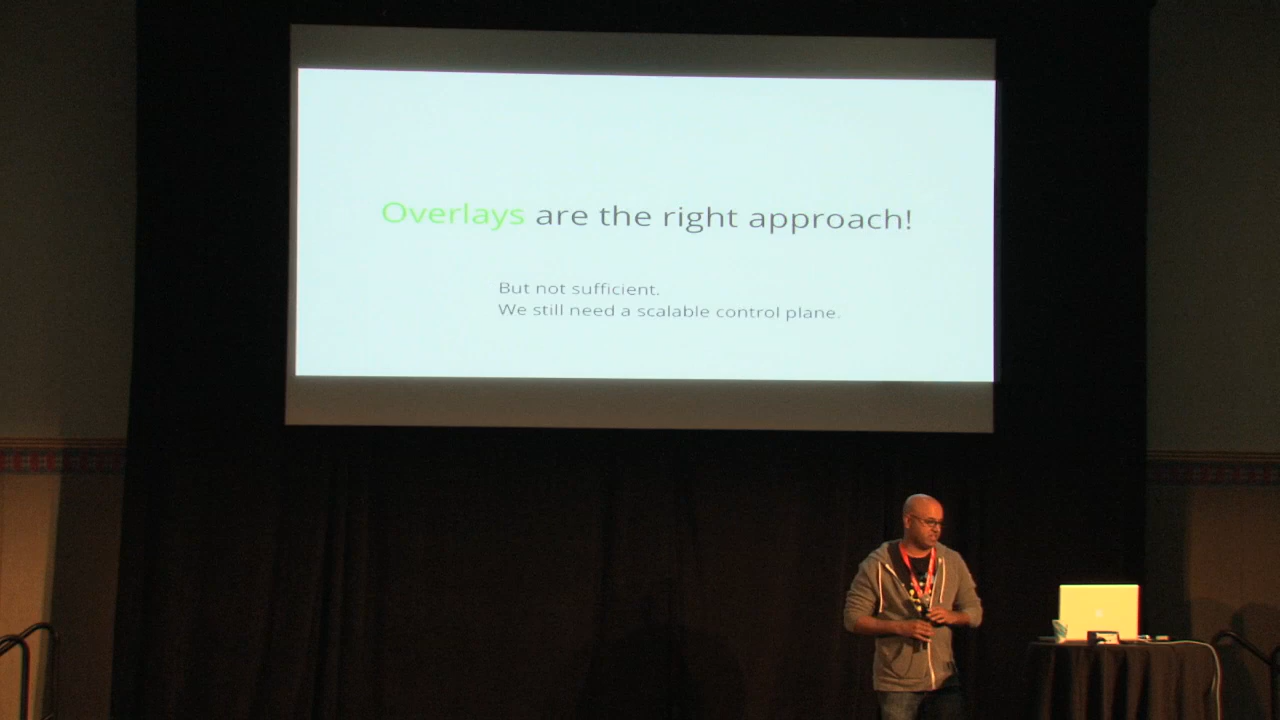 Overlays are the right approach!
But not sufficient.
We still need a scalable control plane.